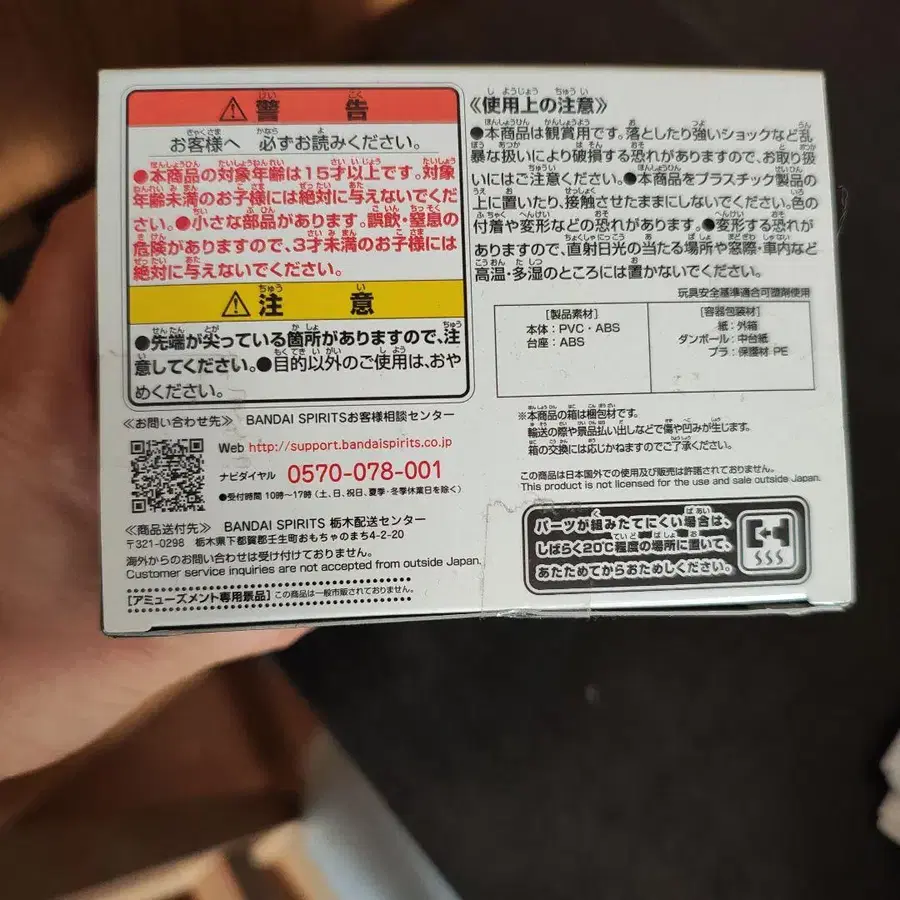 ⚠警告
お客様へ 必ずお読みください。
●本商品の対象年齢は15才以上です。対象
年齢未満のお子様には絶対に与えないでくだ
さい。●小さな部品があります。誤飲・窒息の
危険がありますので、3才未満のお子様には
絶対に与えないでください。
⚠注意
●先端が尖っている箇所がありますので、注
意してください。●目的以外のご使用は、おや
めください。
《お問い合わせ先》 BANDAI SPIRITSお客様相談センター
Web http://support.bandaispirits.co.jp
ナビダイヤル 0570-078-001
●受付時間 10時~17時(土、日、祝日、夏季・冬季休業日を除く)
≪商品送付先≫ BANDAI SPIRITS 栃木配送センター
〒321-0298 栃木県下都賀郡壬生町おもちゃのまち4-2-20
海外からのお問い合わせは受け付けておりません。
Customer service inquiries are not accepted from outside Japan.
[アミューズメント専用景品] この商品は一般市販されておりません。
《使用上の注意》
●本商品は観賞用です。落としたり強いショックなど乱
暴な扱いにより破損する恐れがありますので、お取り扱
いにはご注意ください。●本商品をプラスチック製品の
上に置いたり、接触させたままにしないでください。色の
付着や変形などの恐れがあります。●変形する恐れが
ありますので、直射日光の当たる場所や窓際・車内など
高温・多湿のところには置かないでください。
玩具安全基準適合可塑剤使用
[製品素材]
本体:PVC・ABS
台座:ABS
[容器包装材]
紙:外箱
ダンボール:中台紙
プラ:保護材 PE
※本商品の箱は梱包材です。
輸送の際や景品払い出しなどで傷や凹みが生じます。
箱の交換には応じかねますのでご了承ください。
この商品は日本国外での使用及び販売は許諾されておりません。
This product is not licensed for the use and sale outside Japan.
パーツが組みたてにくい場合は、
しばらく20℃程度の場所に置いて、
あたためてからおためしください。